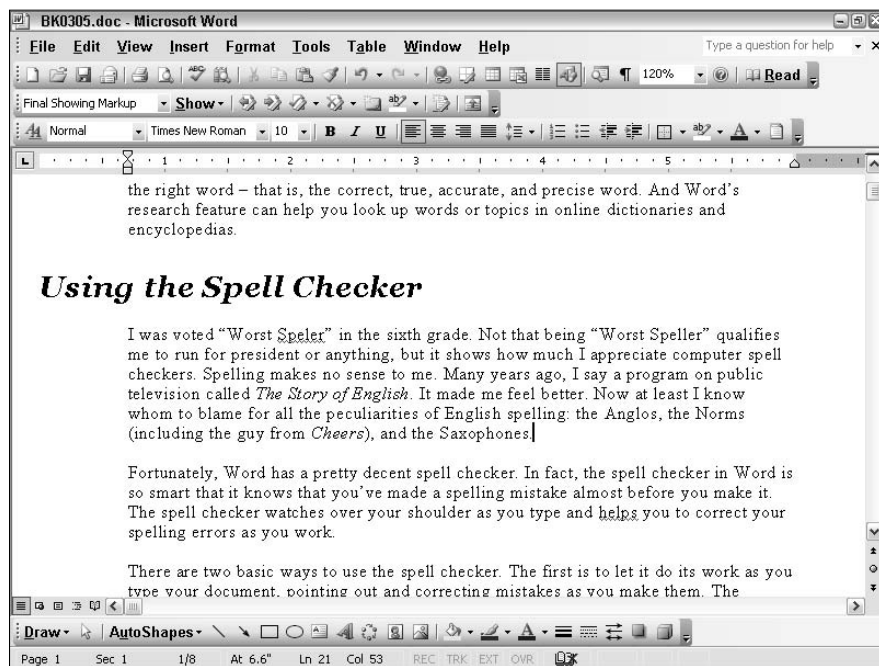 BK0305.doc - Microsoft Word
File Edit View Insert Format Tools Table Window Help Type a question for help
120% Read
Final Showing Markup Show
Normal Times New Roman 10 B I U
1 2 3 4 5
the right word – that is, the correct, true, accurate, and precise word. And Word's
research feature can help you look up words or topics in online dictionaries and
encyclopedias.
Using the Spell Checker
I was voted “Worst Speler” in the sixth grade. Not that being “Worst Speller” qualifies
me to run for president or anything, but it shows how much I appreciate computer spell
checkers. Spelling makes no sense to me. Many years ago, I say a program on public
television called The Story of English. It made me feel better. Now at least I know
whom to blame for all the peculiarities of English spelling: the Anglos, the Norms
(including the guy from Cheers), and the Saxophones.
Fortunately, Word has a pretty decent spell checker. In fact, the spell checker in Word is
so smart that it knows that you've made a spelling mistake almost before you make it.
The spell checker watches over your shoulder as you type and helps you to correct your
spelling errors as you work.
There are two basic ways to use the spell checker. The first is to let it do its work as you
type your document, pointing out and correcting mistakes as you make them. The
Draw AutoShapes
Page 1 Sec 1 1/8 At 6.6" Ln 21 Col 53 REC TRK EXT OVR